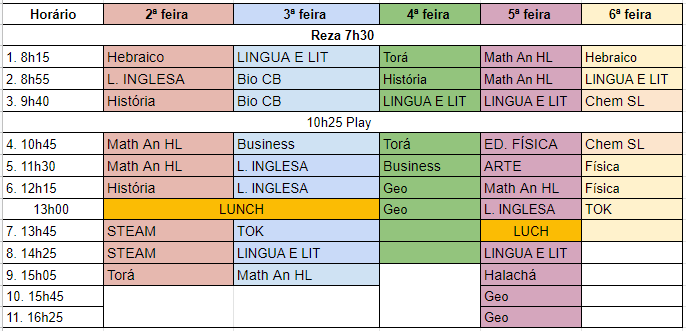 Horário 2ª feira 3ª feira 4ª feira 5ª feira 6ª feira
Reza 7h30
1. 8h15 Hebraico LINGUA E LIT Torá Math An HL Hebraico
2. 8h55 L. INGLESA Bio CB História Math An HL LINGUA E LIT
3. 9h40 História Bio CB LINGUA E LIT LINGUA E LIT Chem SL
10h25 Play
4. 10h45 Math An HL Business Torá ED. FÍSICA Chem SL
5. 11h30 Math An HL L. INGLESA Business ARTE Física
6. 12h15 História L. INGLESA Geo Math An HL Física
13h00 LUNCH Geo L. INGLESA TOK
7. 13h45 STEAM TOK LUCH
8. 14h25 STEAM LINGUA E LIT LINGUA E LIT
9. 15h05 Torá Math An HL Halachá
10. 15h45 Geo
11. 16h25 Geo